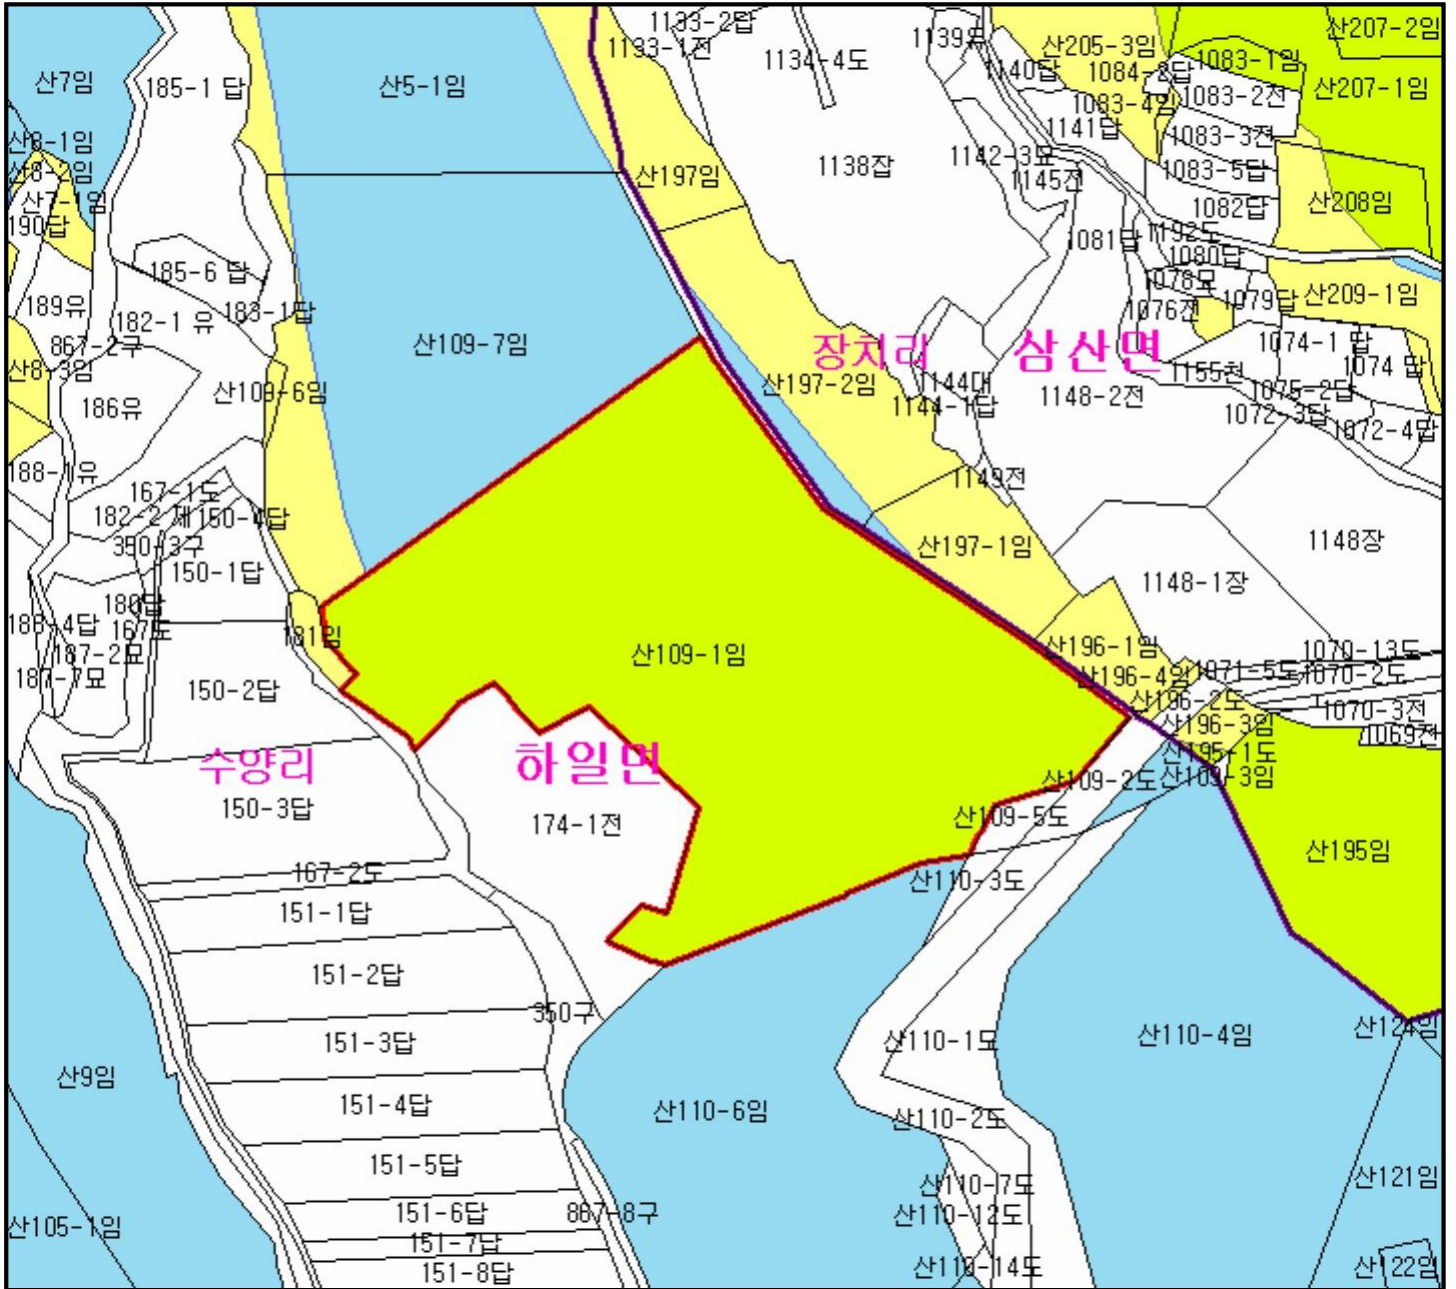 1133-2답
산207-2임
1133-1전
1139유
산205-3임
1134-4도
1083-1임
산7임
185-1 답
산5-1임
1140답
1084-2답
1083-2전
산207-1임
1083-4임
1141답
1083-3전
산8-1임
1142-3묘
1138잡
산8-2임
산197임
1145전
1083-5답
산7-1임
1082답
산208임
190답
1081답
1192도
1080답
185-6 답
1078묘
189유
183-1답
1076전
1079답
산209-1임
182-1 유
867-2구
산109-7임
장치리
삼산면
1074-1 답
산8-3임
1155천
1074 답
산109-6임
산197-2임
1144대
1075-2답
186유
1144-1답
1148-2전
1072-3답
1072-4답
188-1유
1149전
167-1도
182-2 제
150-4답
350-3구
산197-1임
1148장
150-1답
1148-1장
180답
188-4답
167도
181임
187-2묘
산109-1임
산196-1임
1070-13도
187-7묘
150-2답
산196-4임
1071-5도
1070-2도
산196-2도
1070-3전
산196-3임
1069전
수양리
하일면
산195-1도
산109-2도
산109-3임
150-3답
174-1전
산109-5도
산195임
167-2도
산110-3도
151-1답
151-2답
350구
산124임
151-3답
산110-1도
산110-4임
산9임
151-4답
산110-6임
산110-2도
151-5답
산110-7도
산121임
151-6답
867-8구
산110-12도
산105-1임
151-7답
151-8답
산110-14도
산122임